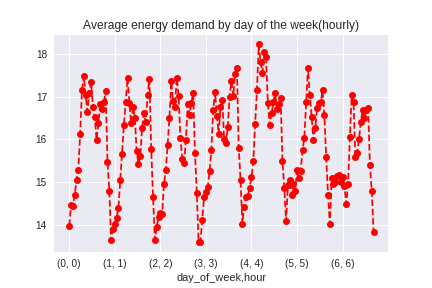 Average energy demand by day of the week(hourly)
18
17
16
15
14
(0, 0) (1, 1) (2, 2) (3, 3) (4, 4) (5, 5) (6, 6)
day_of_week,hour